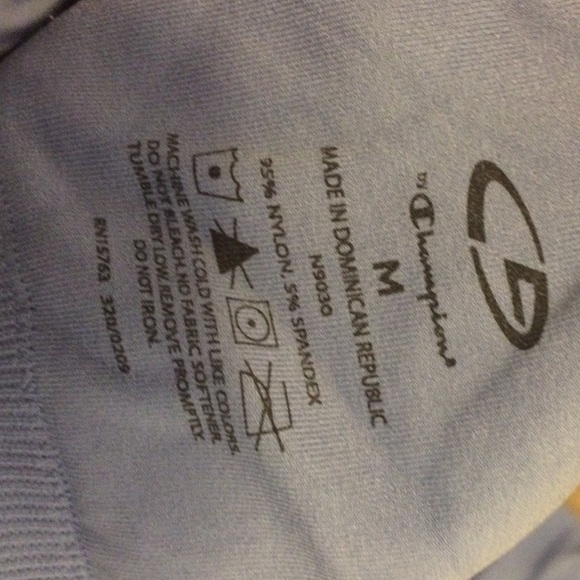 C9
by Champion®
M
MADE IN DOMINICAN REPUBLIC
N9030
95% NYLON, 5% SPANDEX
MACHINE WASH COLD WITH LIKE COLORS.
DO NOT BLEACH. NO FABRIC SOFTENER.
TUMBLE DRY LOW. REMOVE PROMPTLY.
DO NOT IRON.
RN15763 320/0209